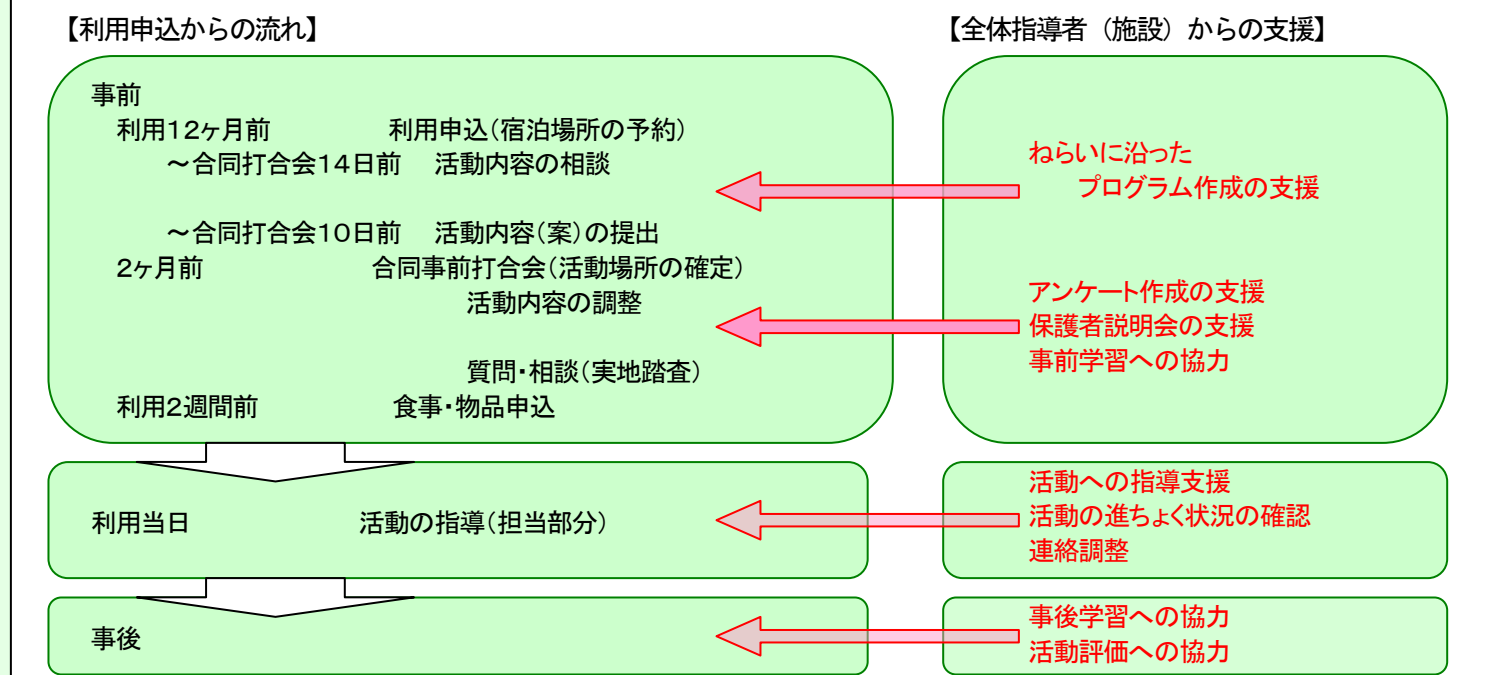 【利用申込からの流れ】
【全体指導者（施設）からの支援】
事前
利用１２ヶ月前　利用申込（宿泊場所の予約）
～合同打合会１４日前　活動内容の相談
～合同打合会１０日前　活動内容（案）の提出
２ヶ月前　合同事前打合会（活動場所の確定）
活動内容の調整
質問・相談（実地踏査）
利用２週間前　食事・物品申込
ねらいに沿った
プログラム作成の支援
アンケート作成の支援
保護者説明会の支援
事前学習への協力
利用当日　活動の指導（担当部分）
活動への指導支援
活動の進ちょく状況の確認
連絡調整
事後
事後学習への協力
活動評価への協力